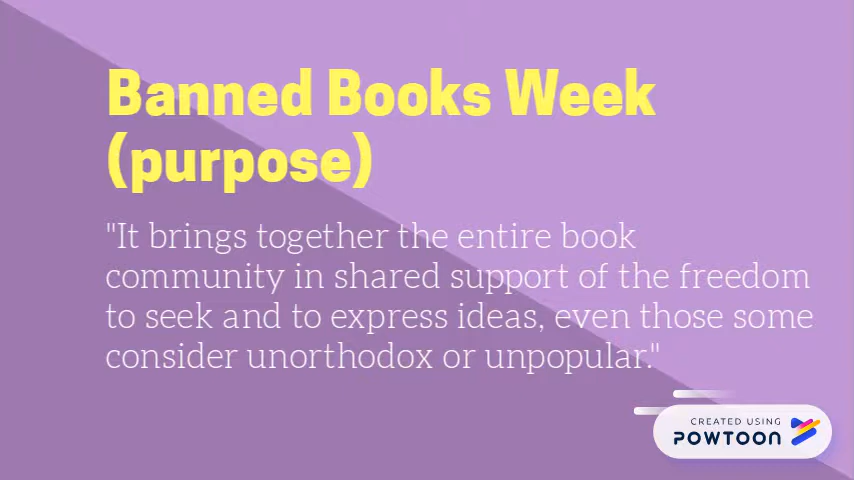 Banned Books Week
(purpose)
"It brings together the entire book
community in shared support of the freedom
to seek and to express ideas, even those some
consider unorthodox or unpopular."
CREATED USING
POWTOON